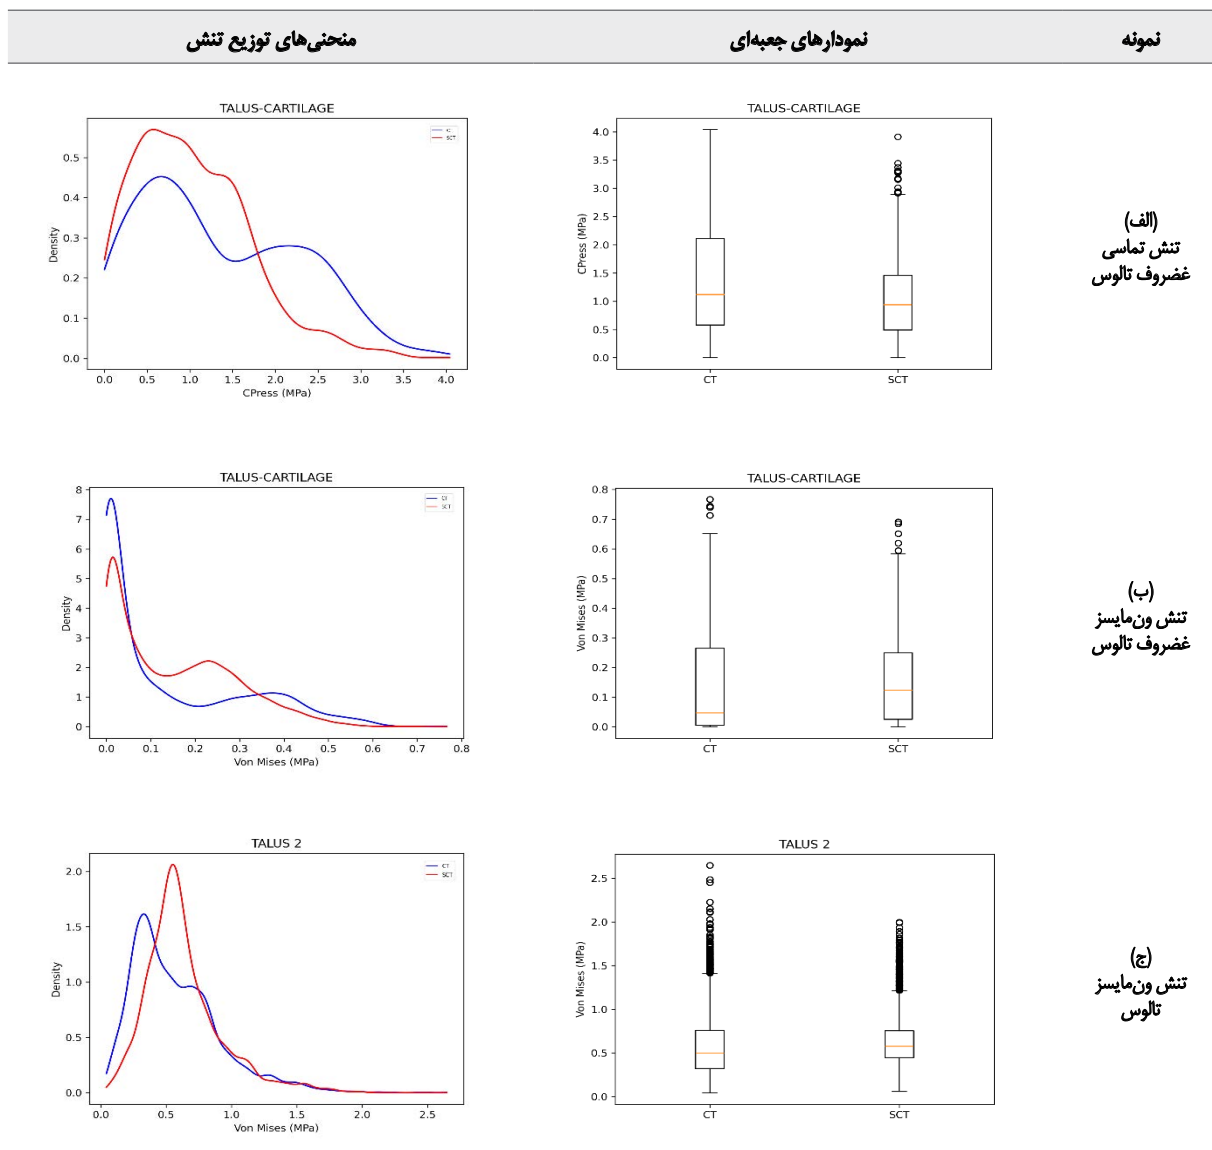 نمونه
نمودارهای جعبه‌ای
منحنی‌های توزیع تنش
(الف)
تنش تماسی
غضروف تالوس
TALUS-CARTILAGE
CPress (MPa)
4.0
3.5
3.0
2.5
2.0
1.5
1.0
0.5
0.0
CT SCT
TALUS-CARTILAGE
CT
SCT
Density
0.5
0.4
0.3
0.2
0.1
0.0
0.0 0.5 1.0 1.5 2.0 2.5 3.0 3.5 4.0
CPress (MPa)
(ب)
تنش ون‌مایسز
غضروف تالوس
TALUS-CARTILAGE
Von Mises (MPa)
0.8
0.7
0.6
0.5
0.4
0.3
0.2
0.1
0.0
CT SCT
TALUS-CARTILAGE
CT
SCT
Density
8
7
6
5
4
3
2
1
0
0.0 0.1 0.2 0.3 0.4 0.5 0.6 0.7 0.8
Von Mises (MPa)
(ج)
تنش ون‌مایسز
تالوس
TALUS 2
Von Mises (MPa)
2.5
2.0
1.5
1.0
0.5
0.0
CT SCT
TALUS 2
CT
SCT
Density
2.0
1.5
1.0
0.5
0.0
0.0 0.5 1.0 1.5 2.0 2.5
Von Mises (MPa)